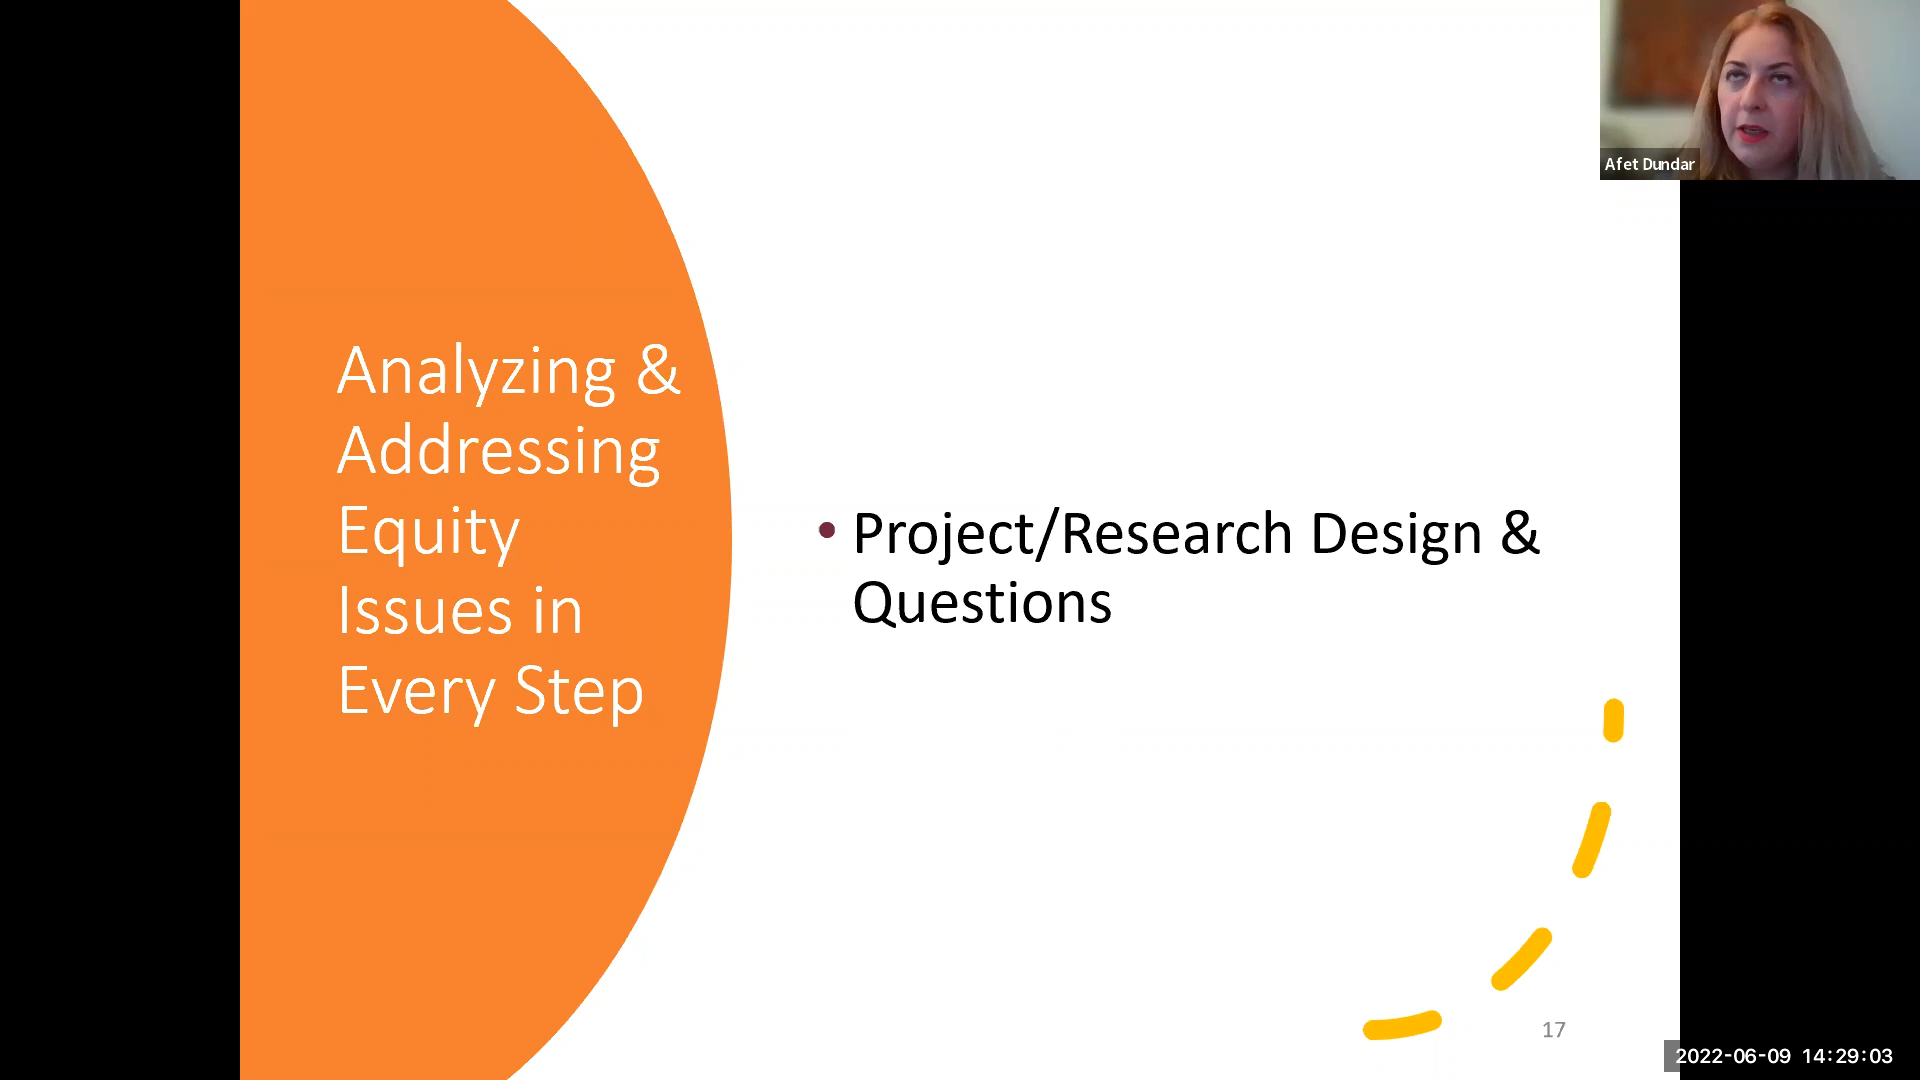 Analyzing &
Addressing
Equity
Issues in
Every Step
• Project/Research Design &
Questions
Afet Dundar
17
2022-06-09 14:29:03